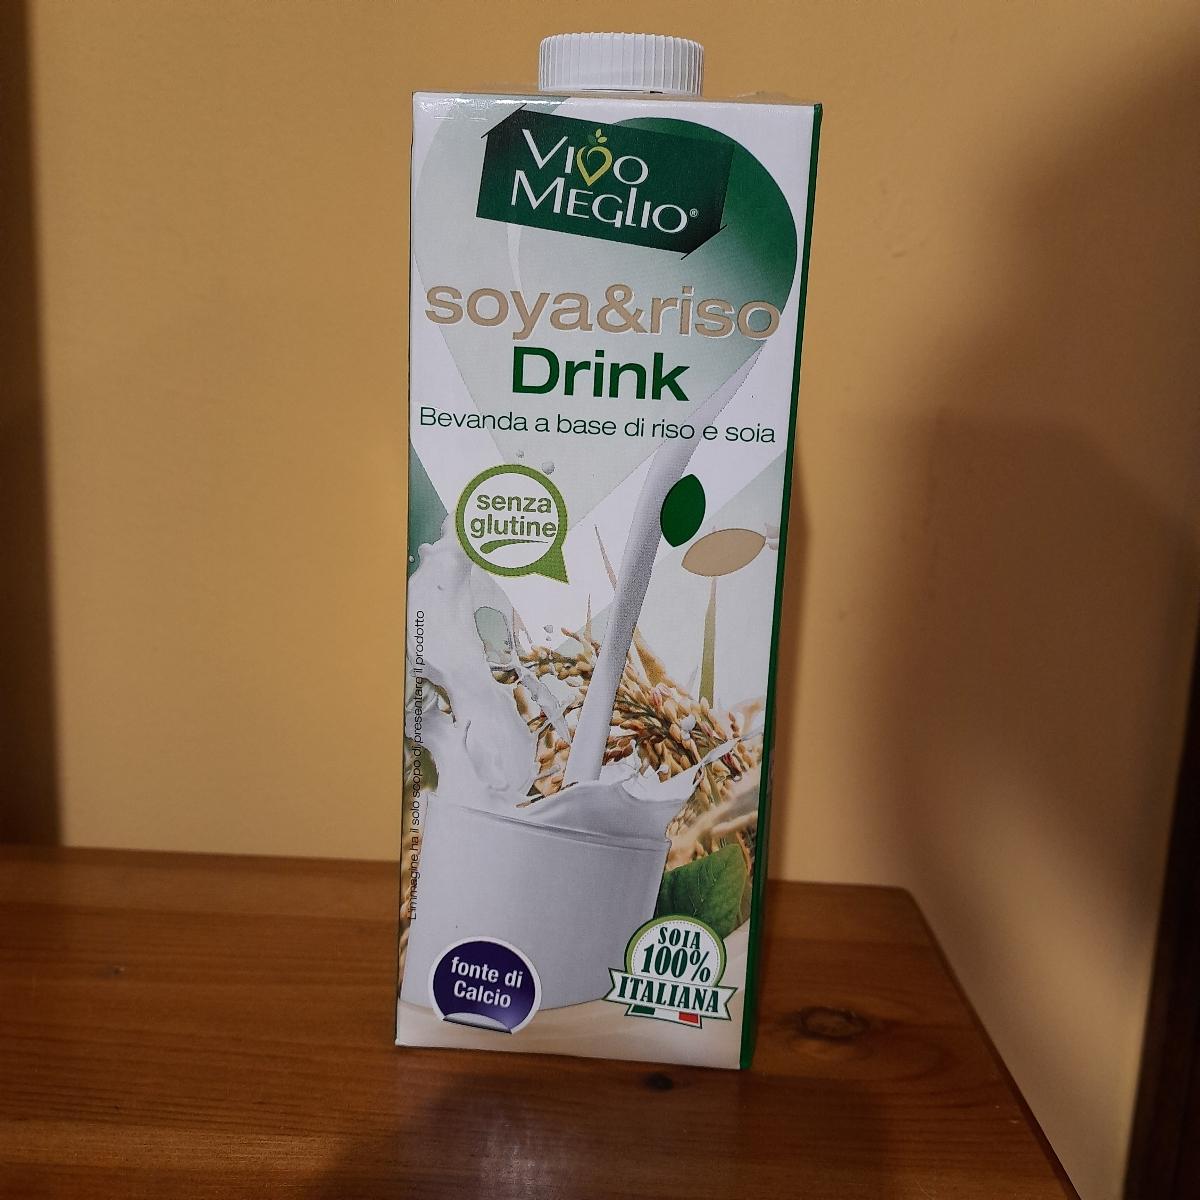 VIVO
MEGLIO®
soya&riso
Drink
Bevanda a base di riso e soia
senza
glutine
L'immagine ha il solo scopo di presentare il prodotto
fonte di
Calcio
SOIA
100%
ITALIANA